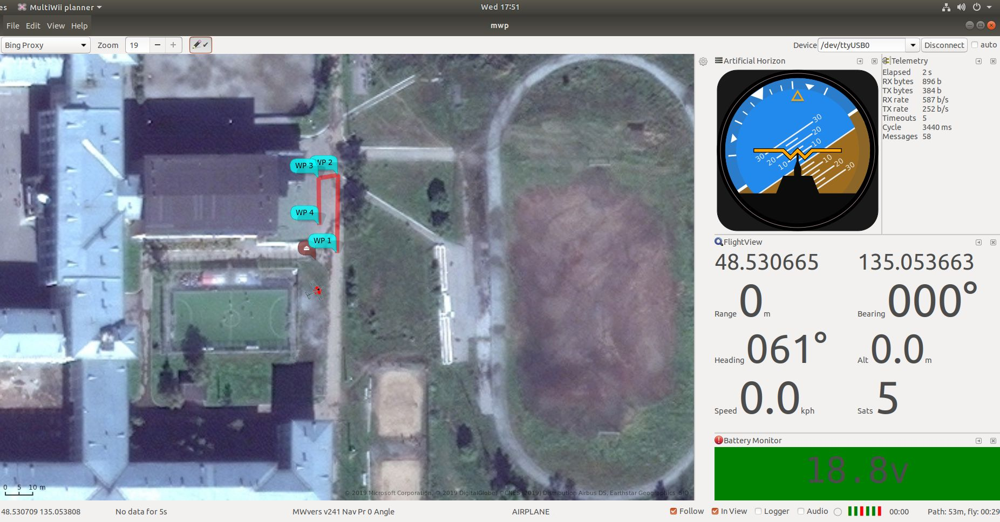 es MultiWii planner Wed 17:51
mwp
File Edit View Help
Bing Proxy Zoom 19 Device /dev/ttyUSB0 Disconnect auto
WP 3 WP 2
WP 4
WP 1
0 5 10 m
© 2019 Microsoft Corporation, © 2019 DigitalGlobe, ©CNES (2019) Distribution Airbus DS, Earthstar Geographics SIO
Artificial Horizon
30
20
10
30 20 10
10 20 30
Telemetry
Elapsed 2 s
RX bytes 896 b
TX bytes 384 b
RX rate 587 b/s
TX rate 252 b/s
Timeouts 5
Cycle 3440 ms
Messages 58
FlightView
48.530665 135.053663
Range 0 m Bearing 000°
Heading 061° Alt 0.0 m
Speed 0.0 kph Sats 5
Battery Monitor
18.8v
48.530709 135.053808 No data for 5s MWvers v241 Nav Pr 0 Angle AIRPLANE Follow In View Logger Audio 00:00 Path: 53m, fly: 00:29